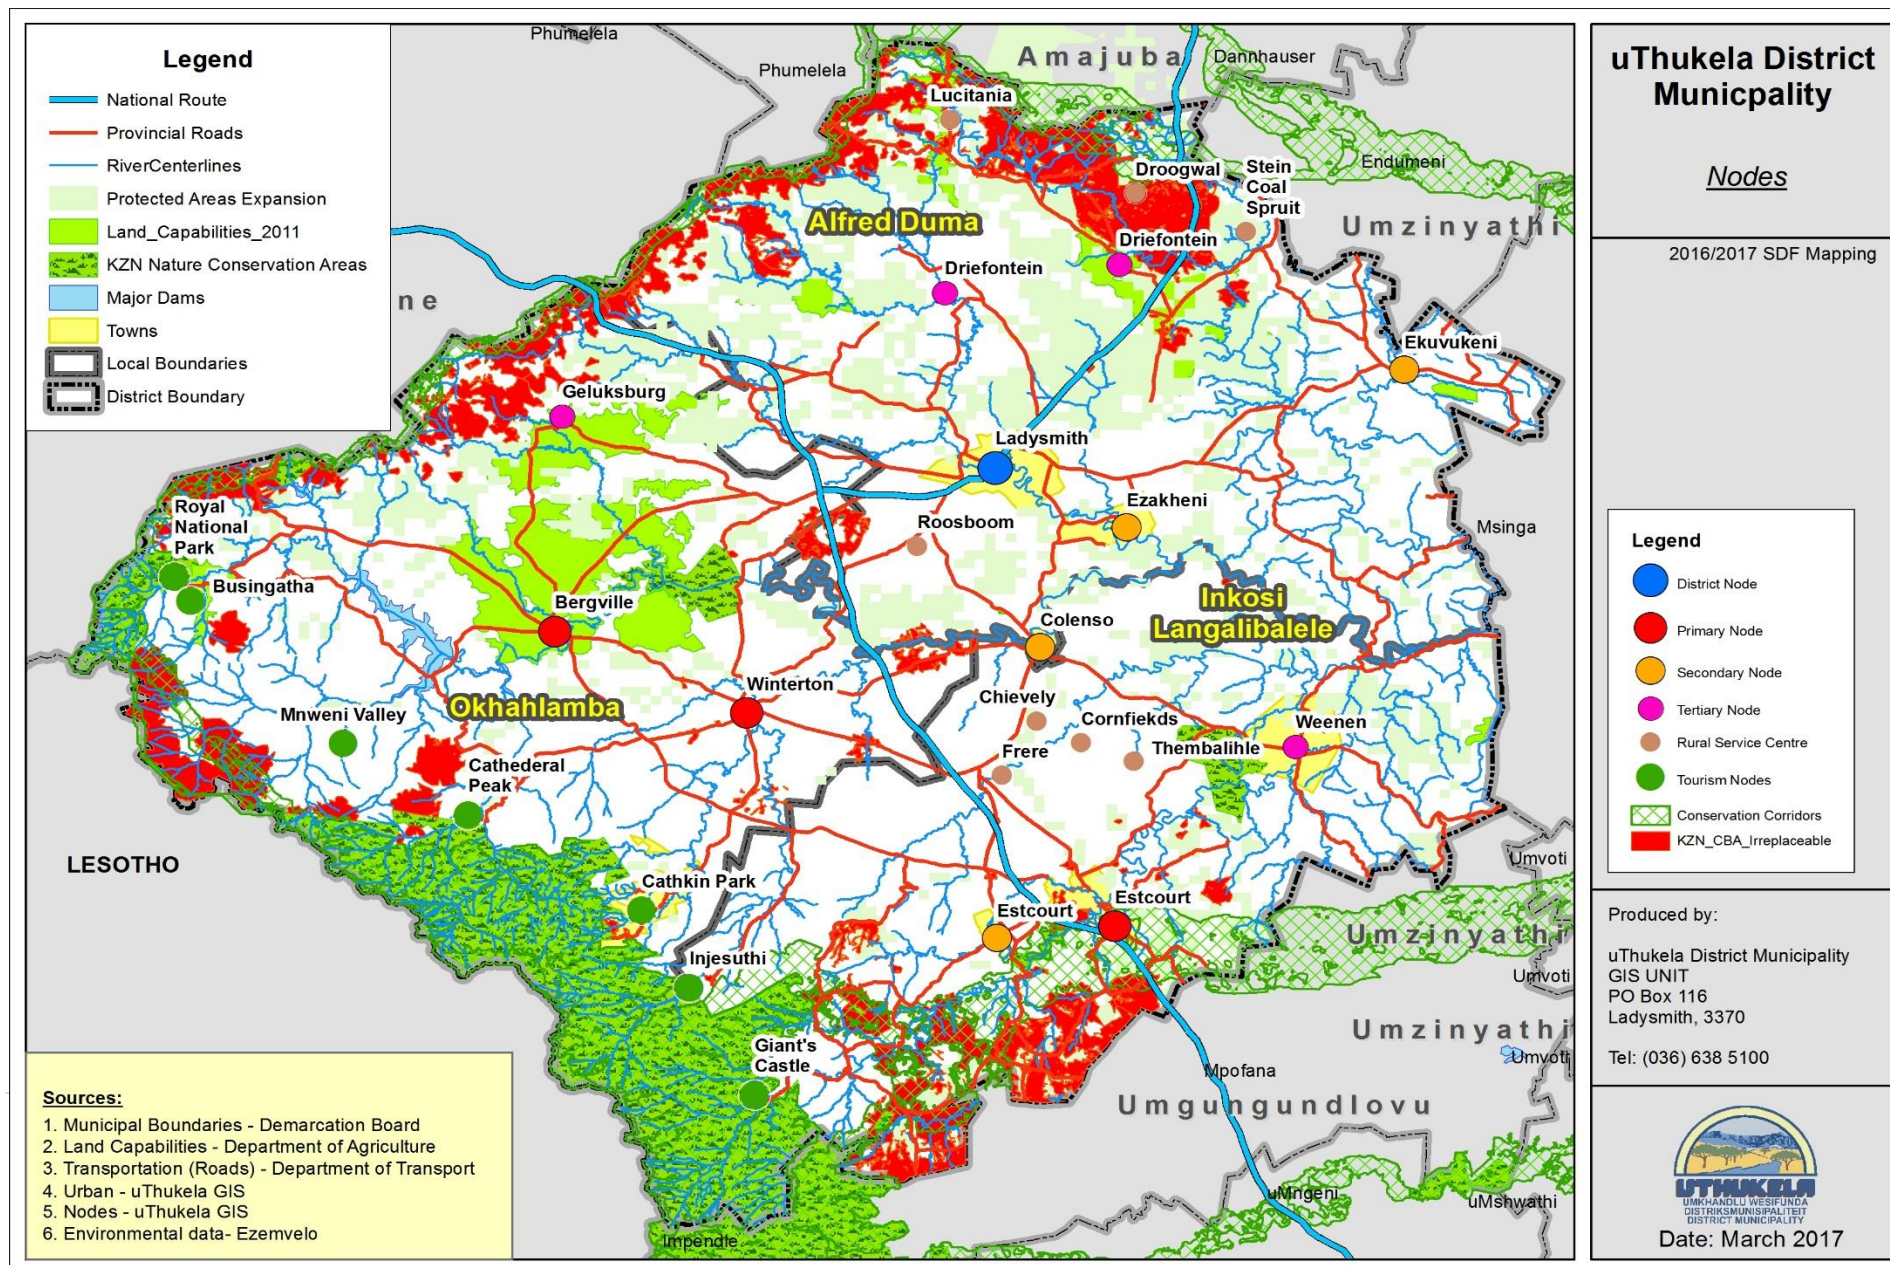 Legend
National Route
Provincial Roads
RiverCenterlines
Protected Areas Expansion
Land_Capabilities_2011
KZN Nature Conservation Areas
Major Dams
Towns
Local Boundaries
District Boundary
Phumelela
Phumelela
Amajuba
Dannhauser
Lucitania
Endumeni
Droogwal
Stein
Coal
Spruit
Umzinyathi
Alfred Duma
Driefontein
Driefontein
ne
Ekuvukeni
Geluksburg
Ladysmith
Ezakheni
Roosboom
Msinga
Royal
National
Park
Busingatha
Bergville
Inkosi
Langalibalele
Colenso
Winterton
Okhahlamba
Mnweni Valley
Chievely
Cornfiekds
Weenen
Frere
Thembalihle
Cathederal
Peak
LESOTHO
Umvoti
Cathkin Park
Estcourt
Estcourt
Umzinyathi
Injesuthi
Umvoti
Umzinyathi
Umvoti
Giant's
Castle
Mpofana
Umgungundlovu
uMngeni
uMshwathi
Impendle
Sources:
1. Municipal Boundaries - Demarcation Board
2. Land Capabilities - Department of Agriculture
3. Transportation (Roads) - Department of Transport
4. Urban - uThukela GIS
5. Nodes - uThukela GIS
6. Environmental data- Ezemvelo
uThukela District
Municpality
Nodes
2016/2017 SDF Mapping
Legend
District Node
Primary Node
Secondary Node
Tertiary Node
Rural Service Centre
Tourism Nodes
Conservation Corridors
KZN_CBA_Irreplaceable
Produced by:
uThukela District Municipality
GIS UNIT
PO Box 116
Ladysmith, 3370
Tel: (036) 638 5100
UTHUKELA
UMKHANDLU WESIFUNDA
DISTRIKSMUNISIPALITEIT
DISTRICT MUNICIPALITY
Date: March 2017